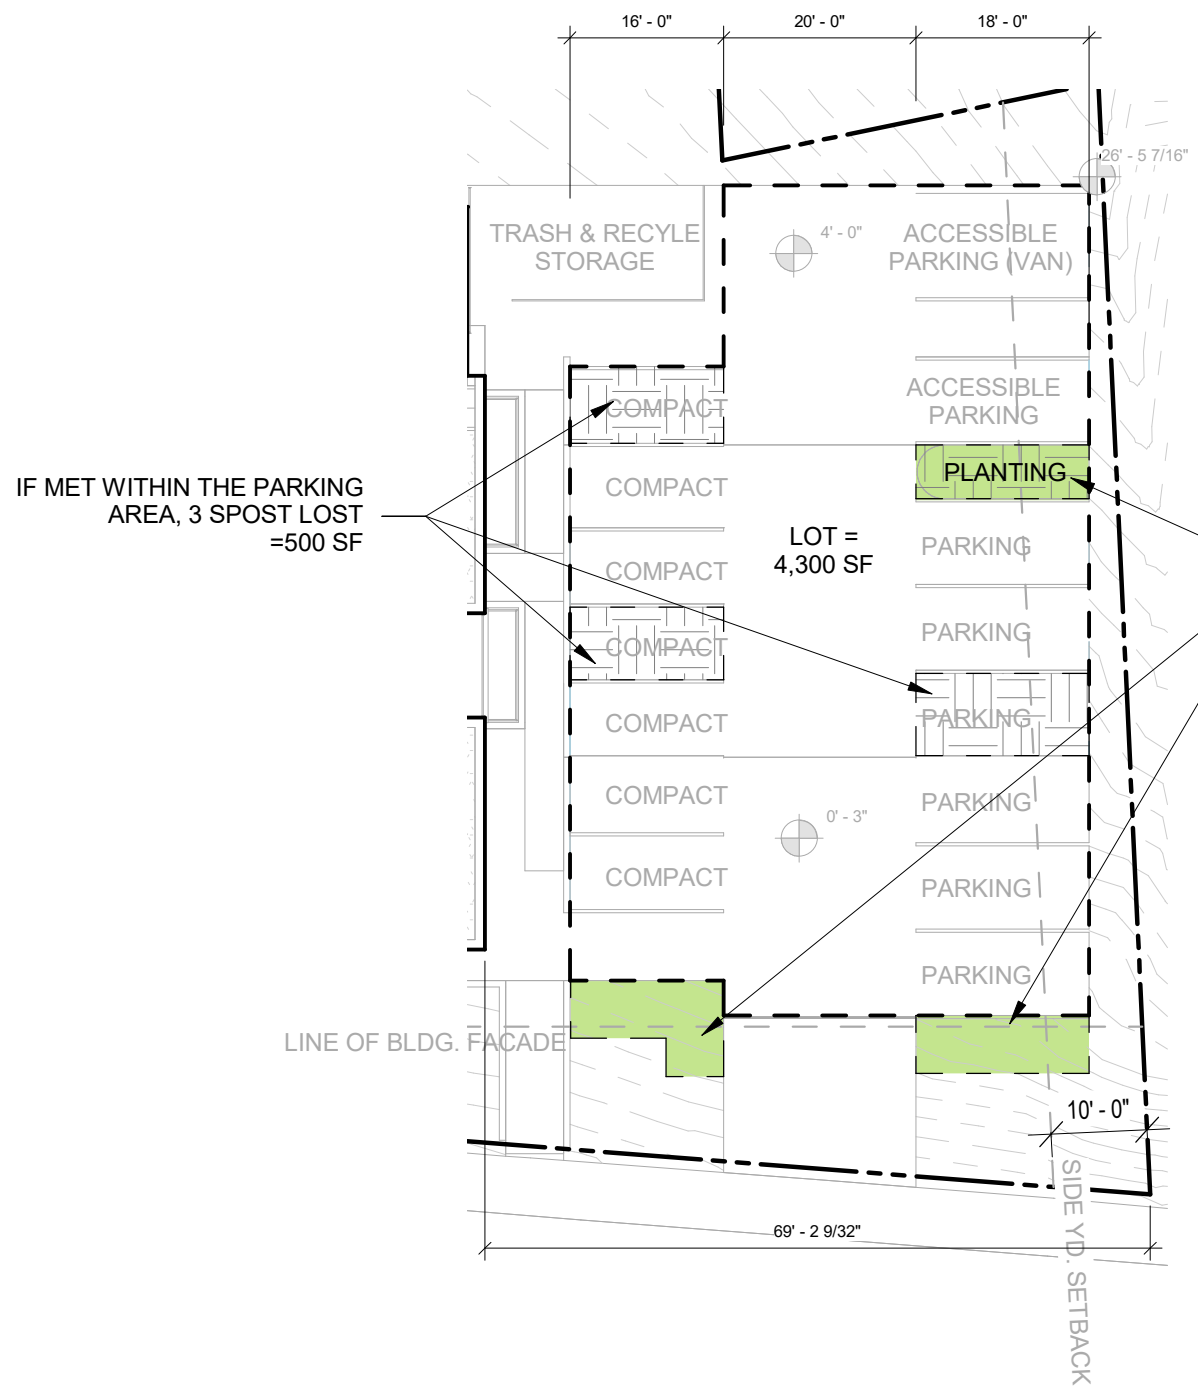 16' - 0"
20' - 0"
18' - 0"
26' - 5 7/16"
TRASH & RECYLE
STORAGE
4' - 0"
ACCESSIBLE
PARKING (VAN)
COMPACT
ACCESSIBLE
PARKING
IF MET WITHIN THE PARKING
AREA, 3 SPOST LOST
=500 SF
COMPACT
PLANTING
LOT =
4,300 SF
PARKING
COMPACT
PARKING
COMPACT
COMPACT
PARKING
COMPACT
0' - 3"
PARKING
COMPACT
PARKING
PARKING
LINE OF BLDG. FACADE
10' - 0"
SIDE YD. SETBACK
69' - 2 9/32"